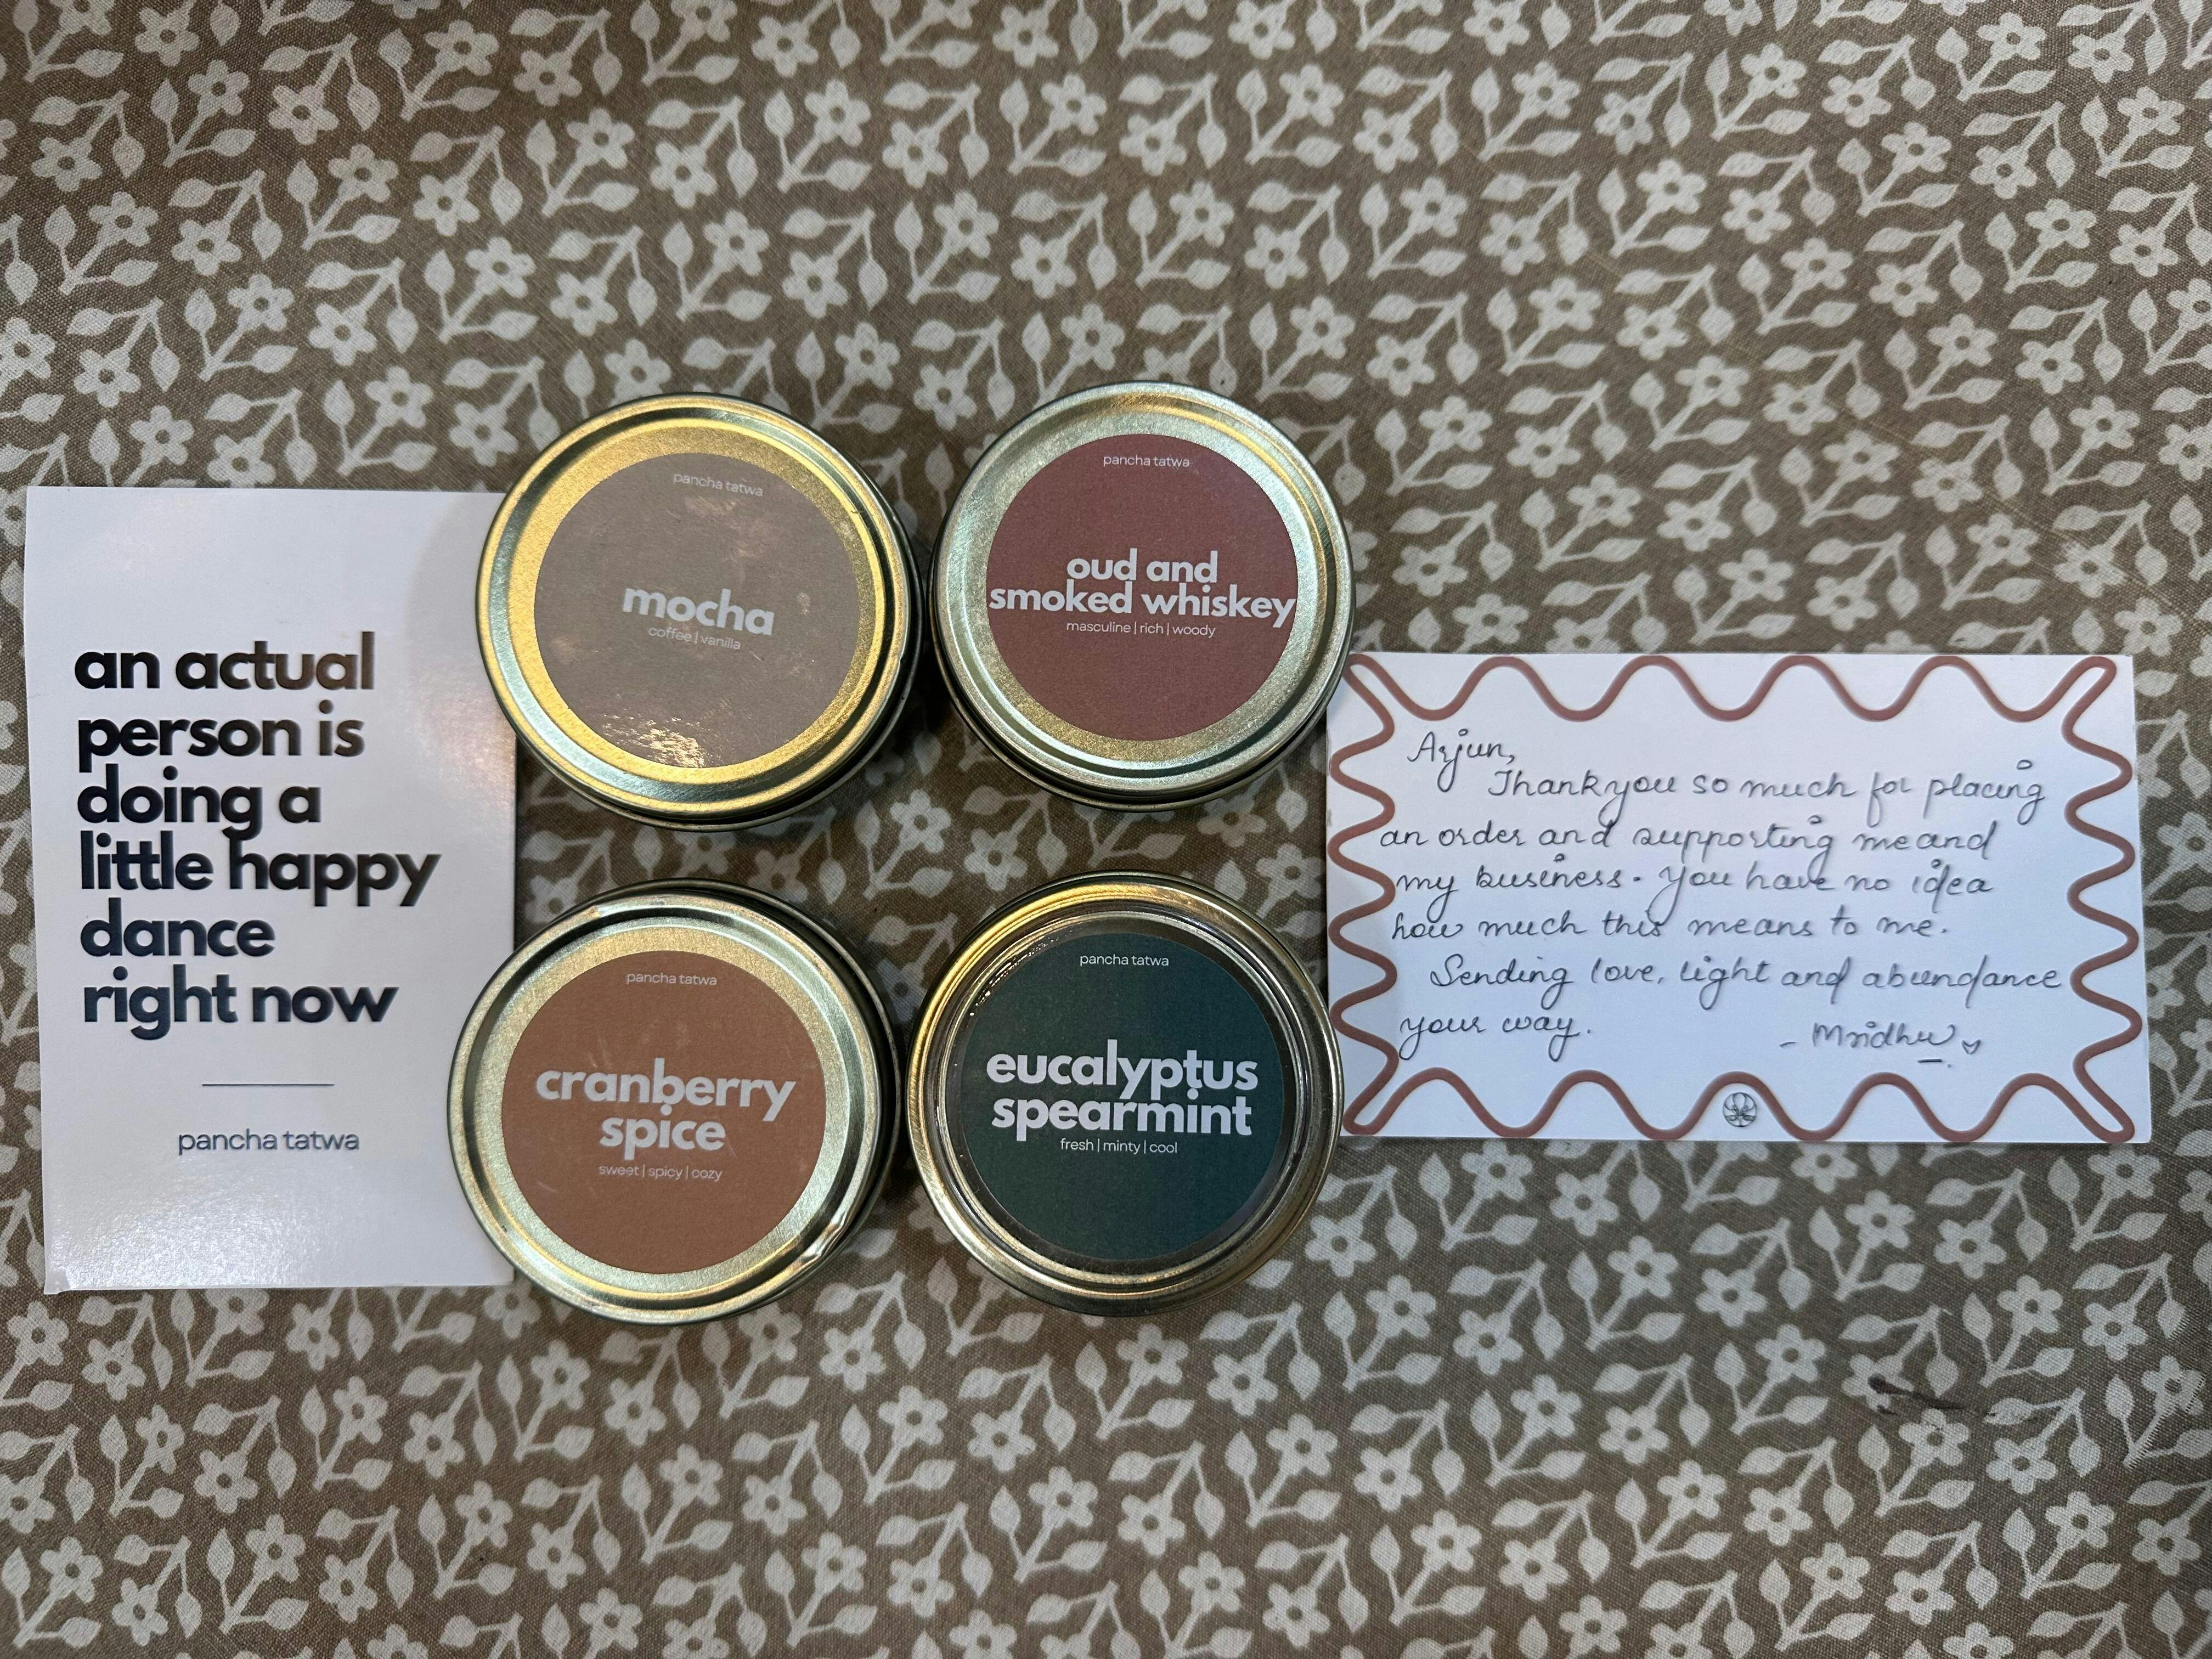 an actual
person is
doing a
little happy
dance
right now
pancha tatwa
pancha tatwa
mocha
coffee | vanilla
pancha tatwa
oud and
smoked whiskey
masculine | rich | woody
pancha tatwa
cranberry
spice
sweet | spicy | cozy
pancha tatwa
eucalyptus
spearmint
fresh | minty | cool
Arjun,
Thankyou so much for placing
an order and supporting me and
my business. You have no idea
how much this means to me.
Sending love, light and abundance
your way.
- Mridhu